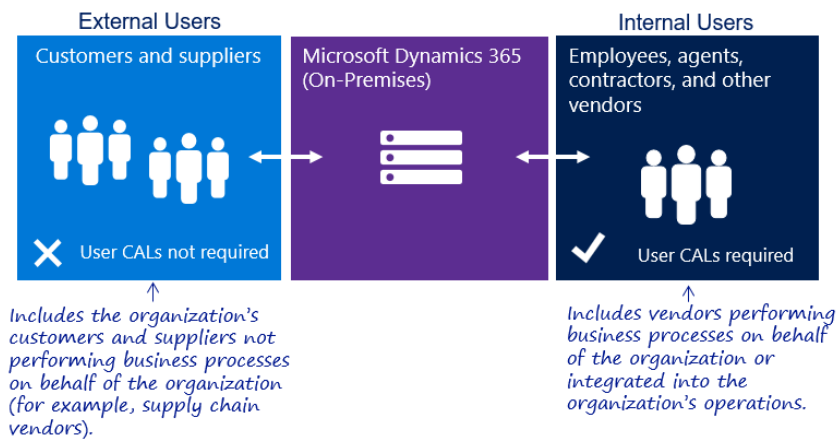 External Users
Internal Users
Customers and suppliers
Microsoft Dynamics 365
(On-Premises)
Employees, agents,
contractors, and other
vendors
User CALs not required
User CALs required
Includes the organization's
customers and suppliers not
performing business processes
on behalf of the organization
(for example, supply chain
vendors).
Includes vendors performing
business processes on behalf
of the organization or
integrated into the
organization's operations.